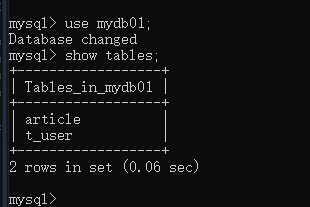 mysql> use mydb01;
Database changed
mysql> show tables;
+------------------+
| Tables_in_mydb01 |
+------------------+
| article          |
| t_user           |
+------------------+
2 rows in set (0.06 sec)
mysql>